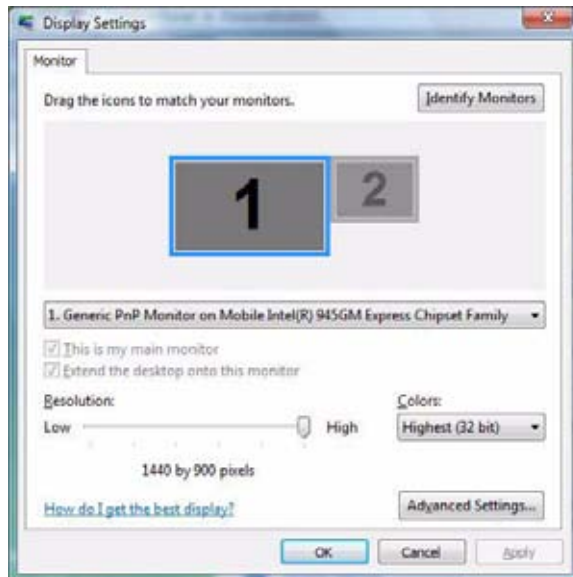 Display Settings
Monitor
Drag the icons to match your monitors.
Identify Monitors
1
2
1. Generic PnP Monitor on Mobile Intel(R) 945GM Express Chipset Family
This is my main monitor
Extend the desktop onto this monitor
Resolution:
Colors:
Low
High
Highest (32 bit)
1440 by 900 pixels
How do I get the best display?
Advanced Settings...
OK
Cancel
Apply